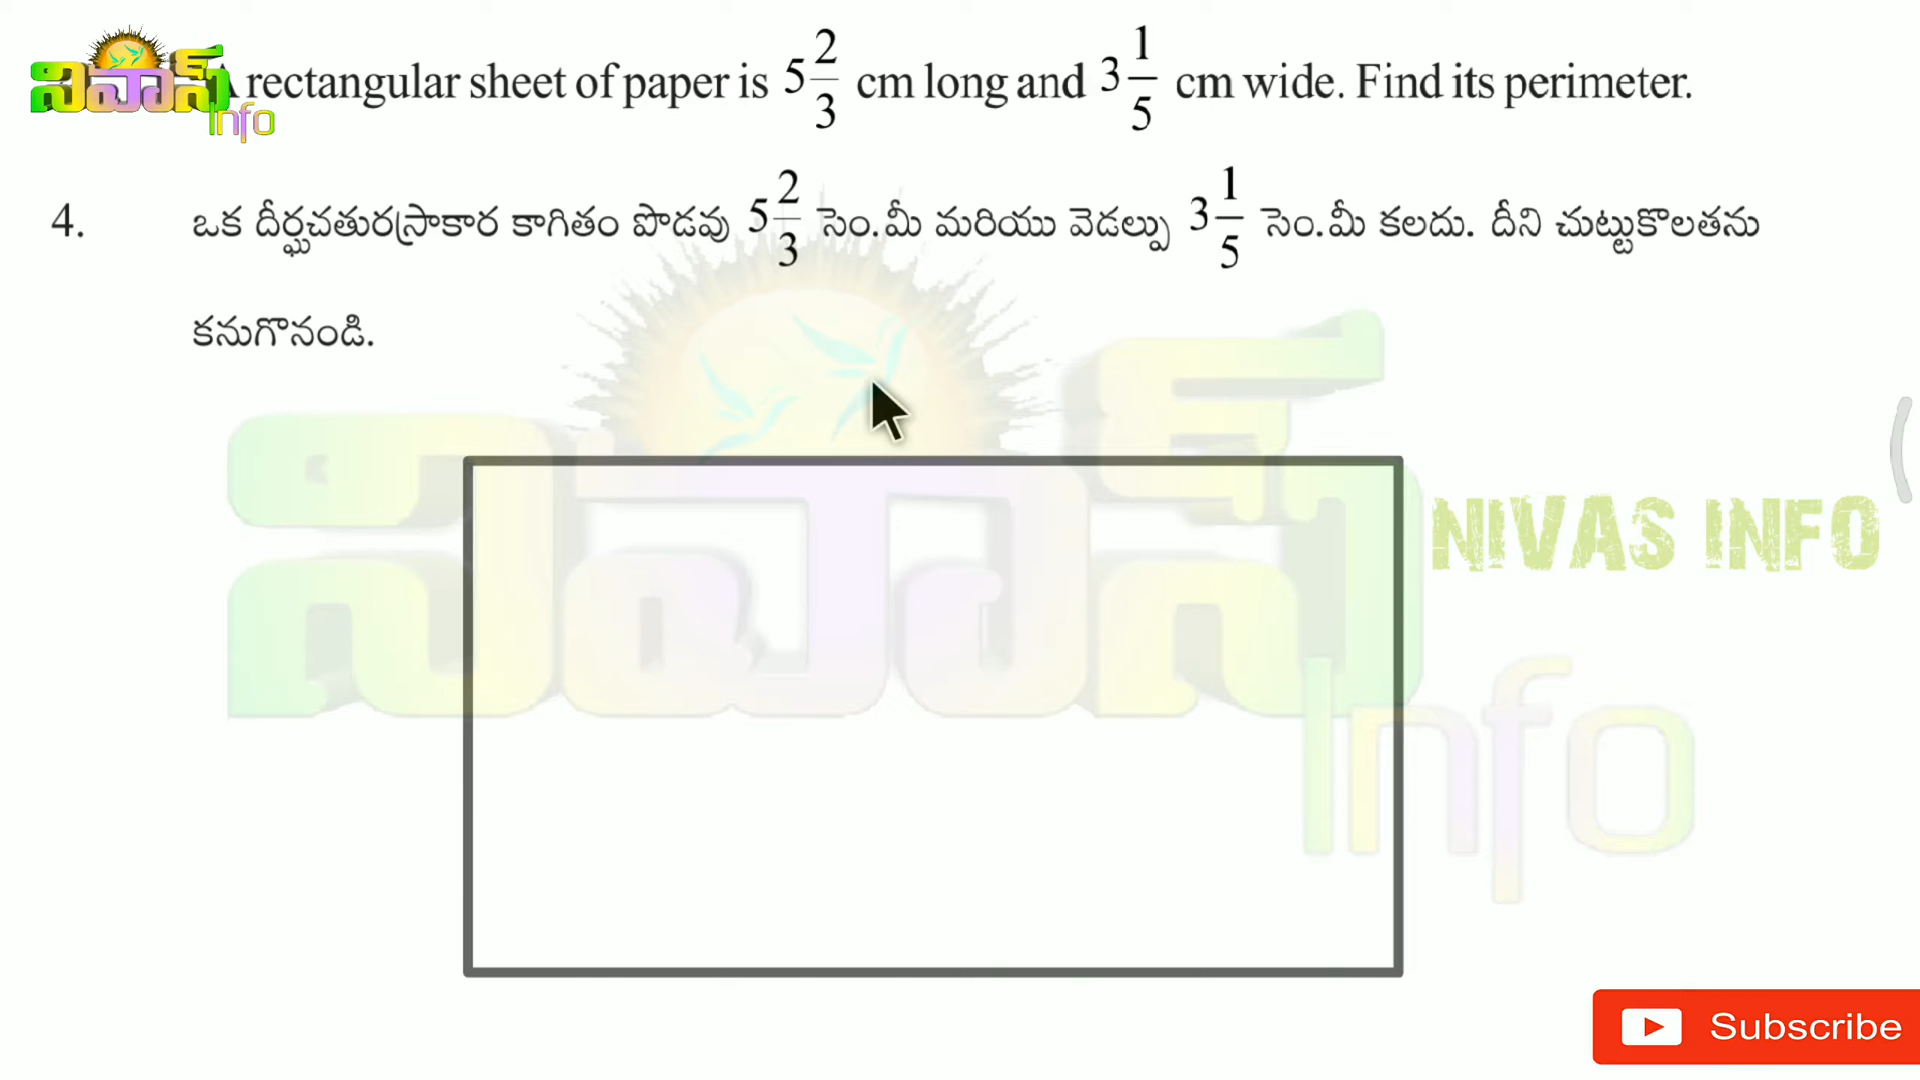 నివాస్ Info
A rectangular sheet of paper is 5 2/3 cm long and 3 1/5 cm wide. Find its perimeter.
4. ఒక దీర్ఘచతురస్రాకార కాగితం పొడవు 5 2/3 సెం.మీ మరియు వెడల్పు 3 1/5 సెం.మీ కలదు. దీని చుట్టుకొలతను
కనుగొనండి.
నివాస్ Info
NIVAS INFO
Subscribe